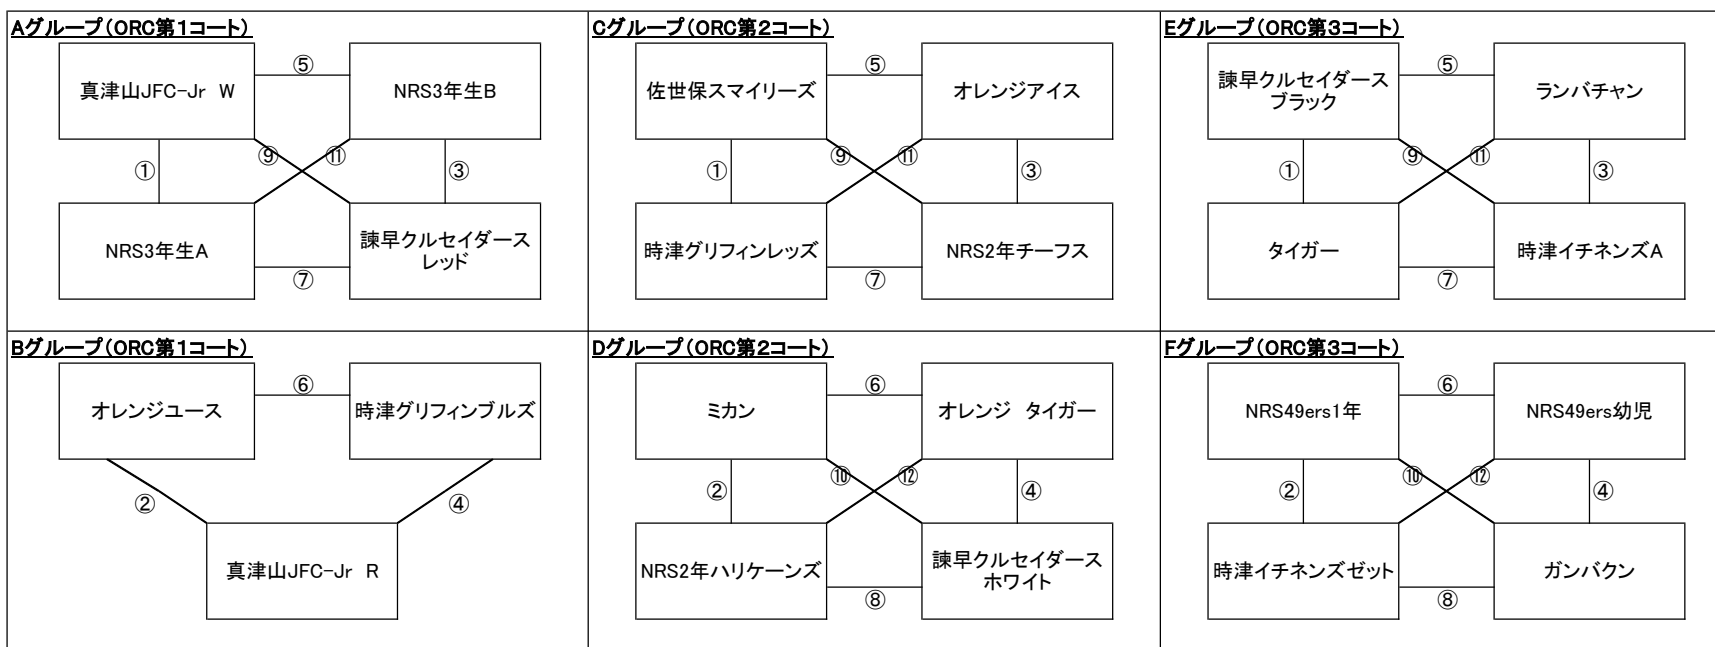 Aグループ(ORC第1コート)
真津山JFC-Jr W
⑤
NRS3年生B
①
⑨
⑪
③
NRS3年生A
⑦
諫早クルセイダース
レッド
Cグループ(ORC第2コート)
佐世保スマイリーズ
⑤
オレンジアイス
①
⑨
⑪
③
時津グリフィンレッズ
⑦
NRS2年チーフス
Eグループ(ORC第3コート)
諫早クルセイダース
ブラック
⑤
ランバチャン
①
⑨
⑪
③
タイガー
⑦
時津イチネンズA
Bグループ(ORC第1コート)
オレンジユース
⑥
時津グリフィンブルズ
②
④
真津山JFC-Jr R
Dグループ(ORC第2コート)
ミカン
⑥
オレンジ タイガー
②
⑩
⑫
④
NRS2年ハリケーンズ
⑧
諫早クルセイダース
ホワイト
Fグループ(ORC第3コート)
NRS49ers1年
⑥
NRS49ers幼児
②
⑩
⑫
④
時津イチネンズゼット
⑧
ガンバクン